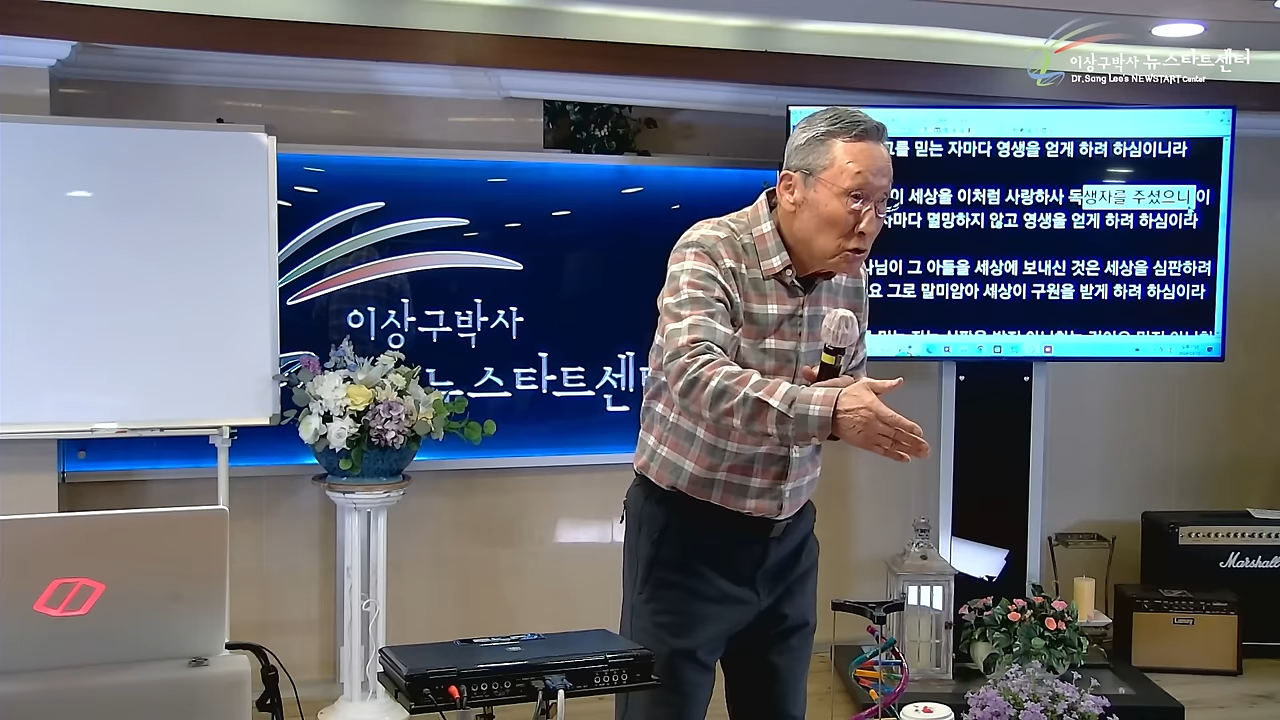 이상구박사 뉴스타트센터
Dr.Sang Lee's NEWSTART Center
그를 믿는 자마다 영생을 얻게 하려 하심이니라
이 세상을 이처럼 사랑하사 독생자를 주셨으니 이
자마다 멸망하지 않고 영생을 얻게 하려 하심이라
나님이 그 아들을 세상에 보내신 것은 세상을 심판하려
요 그로 말미암아 세상이 구원을 받게 하려 하심이라
이상구박사
뉴스타트센
Marshall
Laney